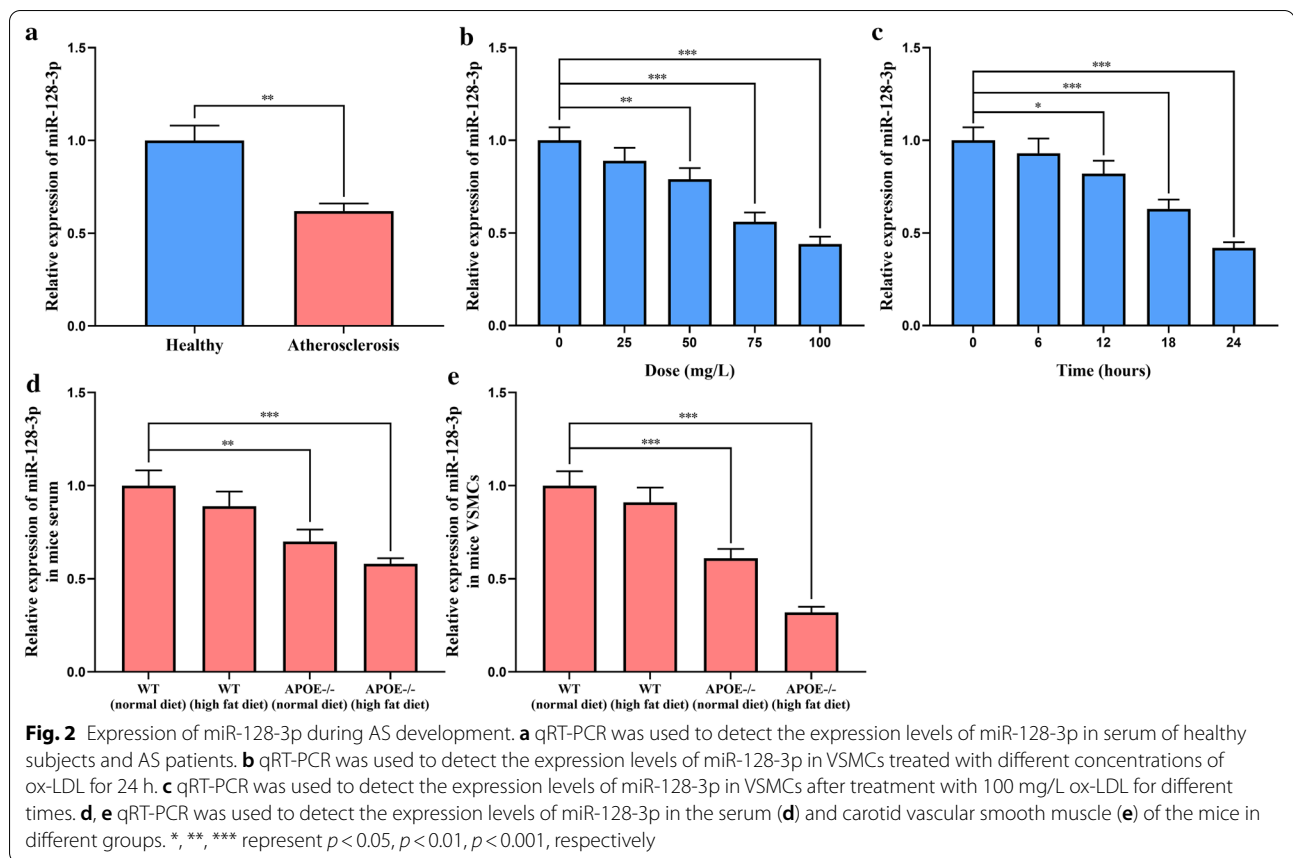 a
Relative expression of miR-128-3p
1.5
1.0
0.5
0.0
**
Healthy
Atherosclerosis
b
Relative expression of miR-128-3p
1.5
1.0
0.5
0.0
***
***
**
0
25
50
75
100
Dose (mg/L)
c
Relative expression of miR-128-3p
1.5
1.0
0.5
0.0
***
***
*
0
6
12
18
24
Time (hours)
d
Relative expression of miR-128-3p
in mice serum
1.5
1.0
0.5
0.0
***
**
WT
(normal diet)
WT
(high fat diet)
APOE-/-
(normal diet)
APOE-/-
(high fat diet)
e
Relative expression of miR-128-3p
in mice VSMCs
1.5
1.0
0.5
0.0
***
***
WT
(normal diet)
WT
(high fat diet)
APOE-/-
(normal diet)
APOE-/-
(high fat diet)
Fig. 2 Expression of miR-128-3p during AS development. a qRT-PCR was used to detect the expression levels of miR-128-3p in serum of healthy
subjects and AS patients. b qRT-PCR was used to detect the expression levels of miR-128-3p in VSMCs treated with different concentrations of
ox-LDL for 24 h. c qRT-PCR was used to detect the expression levels of miR-128-3p in VSMCs after treatment with 100 mg/L ox-LDL for different
times. d, e qRT-PCR was used to detect the expression levels of miR-128-3p in the serum (d) and carotid vascular smooth muscle (e) of the mice in
different groups. *, **, *** represent p < 0.05, p < 0.01, p < 0.001, respectively